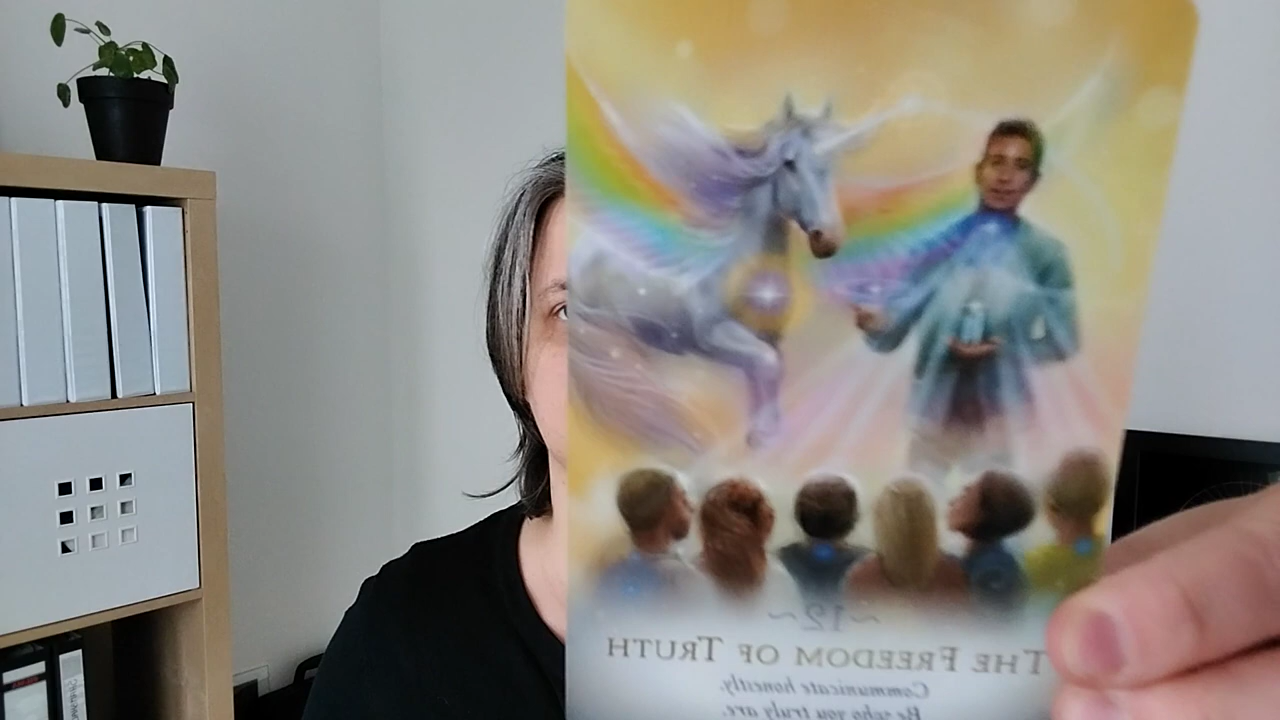 ~12~
THE FREEDOM OF TRUTH
Communicate honestly.
Be who you truly are.